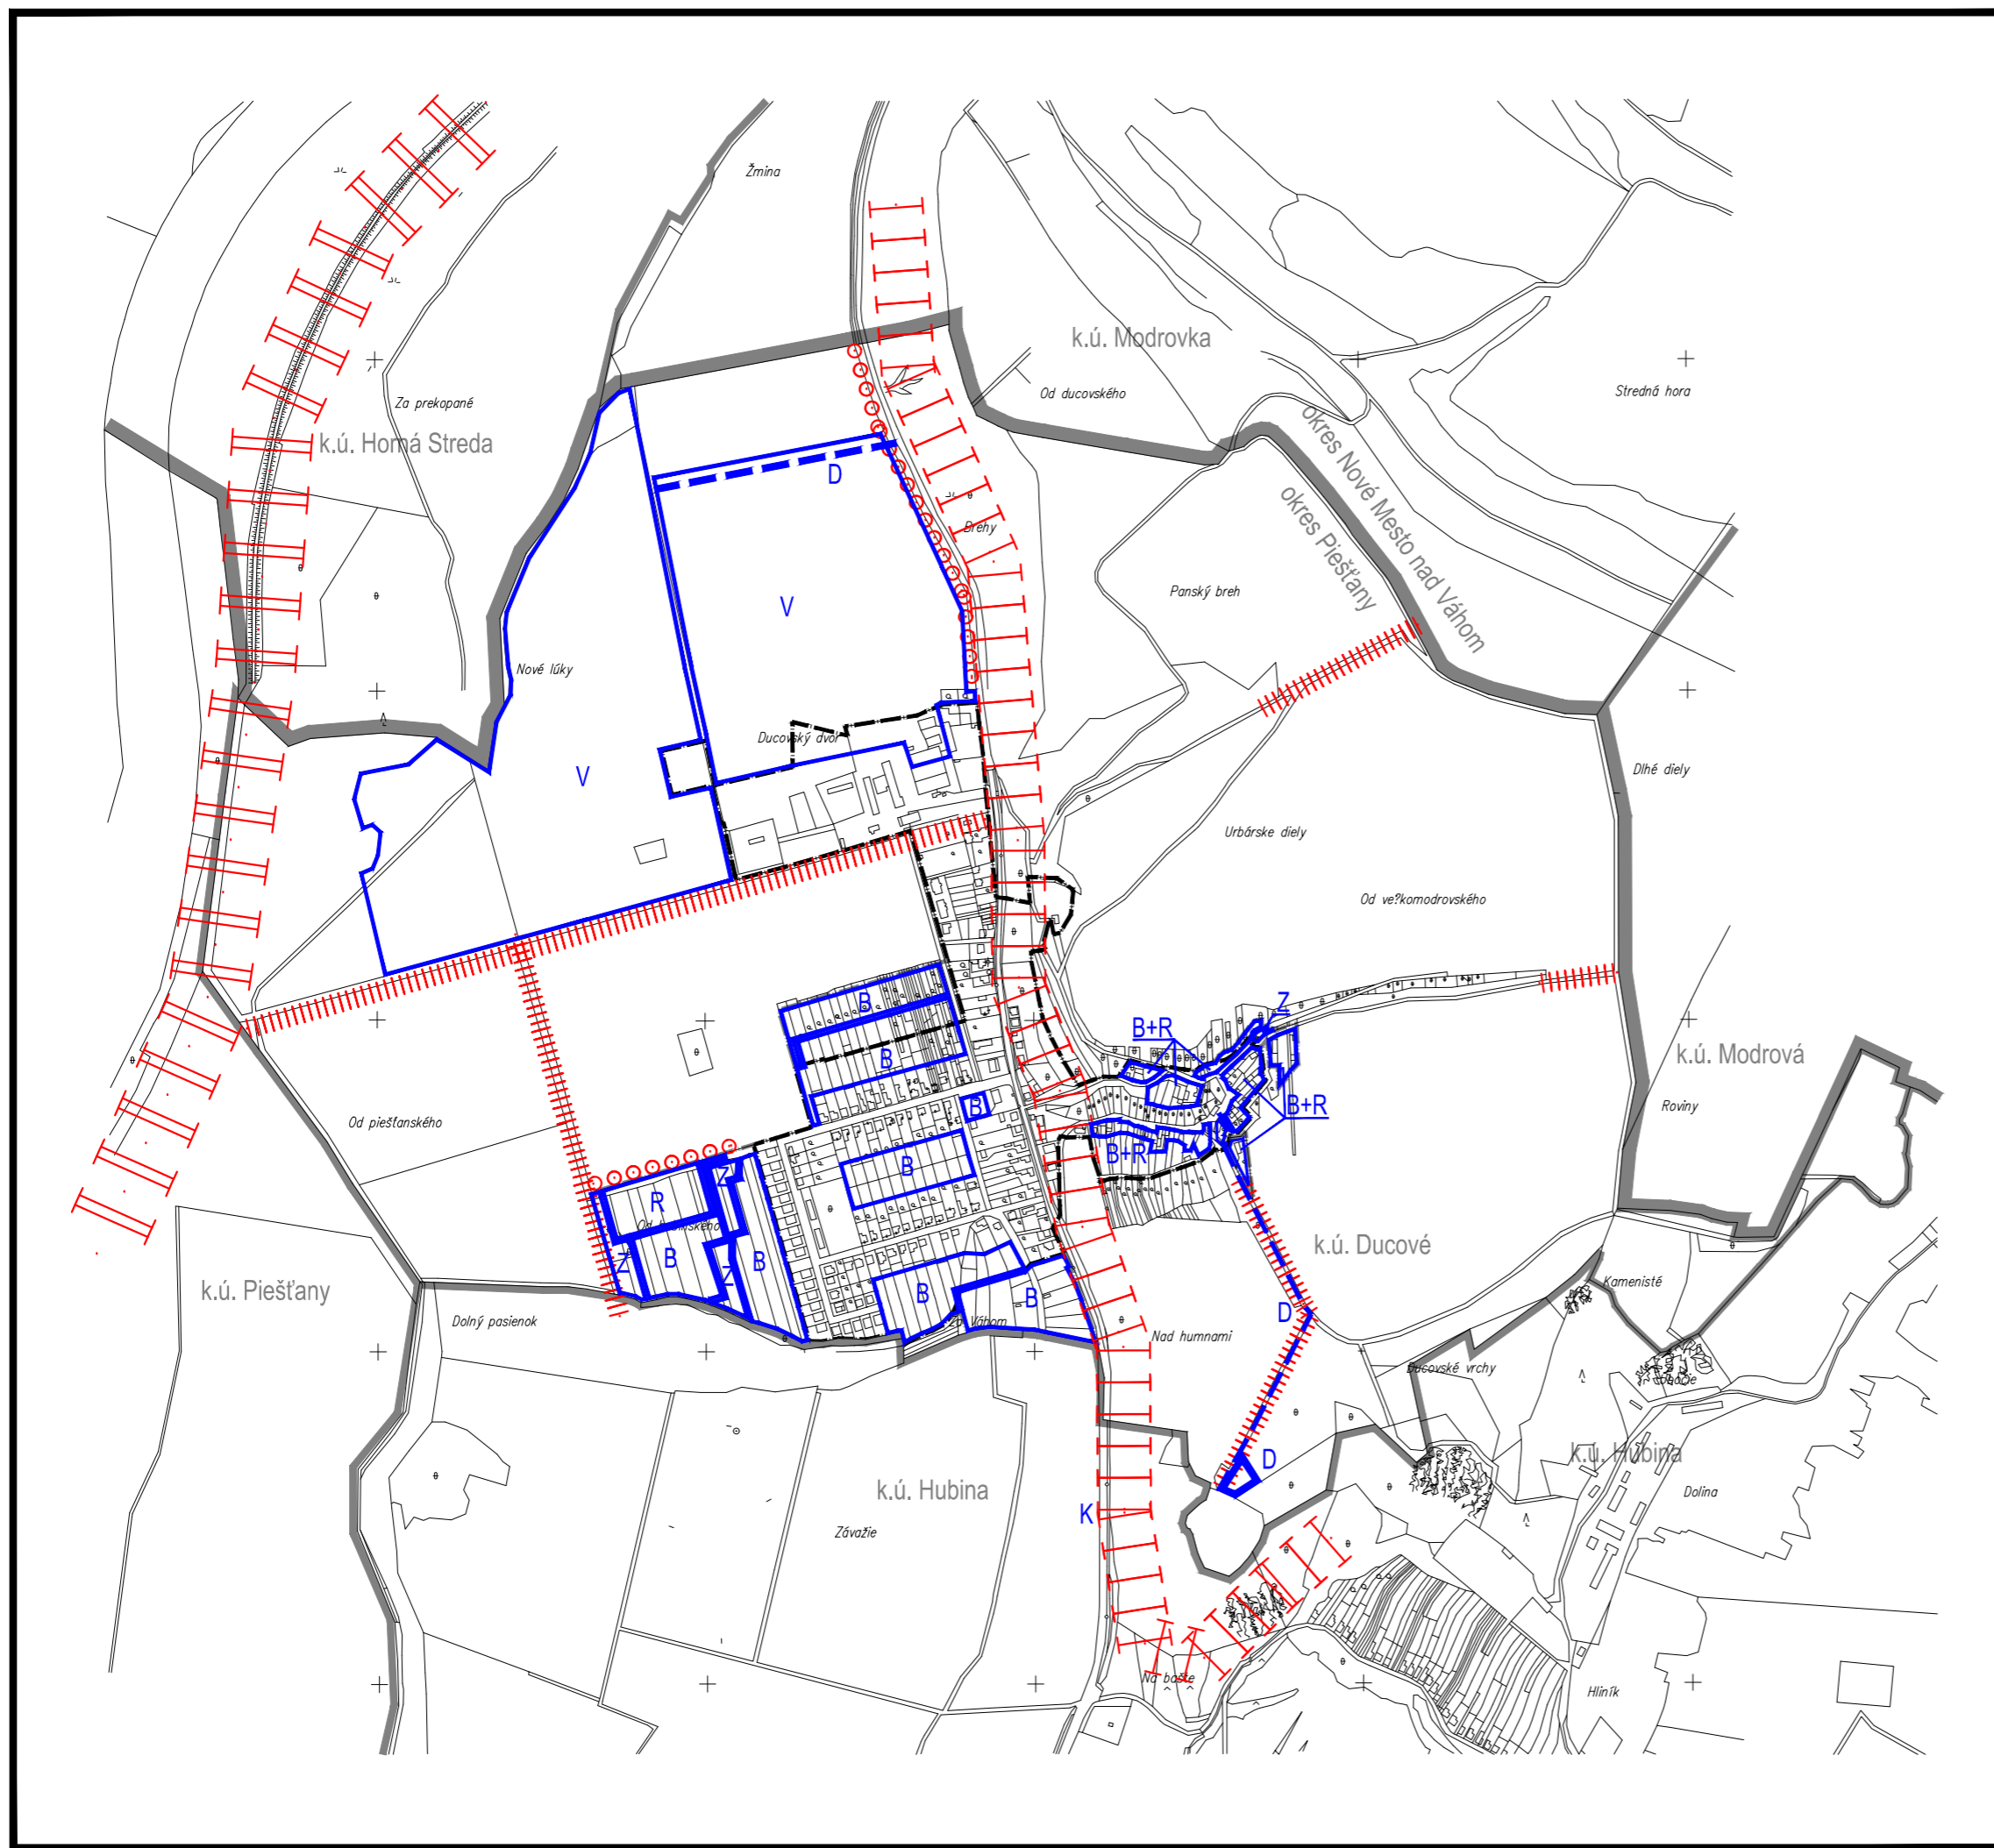 Žmina
k.ú. Modrovka
Za prekopané
Od ducovského
Stredná hora
k.ú. Horná Streda
okres Nové Mesto nad Váhom
okres Piešťany
D
Brehy
Panský breh
V
Nové lúky
Ducovský dvor
V
Dlhé diely
Urbárske diely
Od ve?komodrovského
B
Z
B+R
B
k.ú. Modrová
B
B+R
Roviny
Od piešťanského
B+R
B
Z
R
k.ú. Ducové
Z
B
Z
B
k.ú. Piešťany
B
B
Kamenisté
D
Dolný pasienok
Za Váhom
Nad humnami
Ducovské vrchy
D
k.ú. Hubina
k.ú. Hubina
Dolina
K
Závažie
Na bašte
Hliník